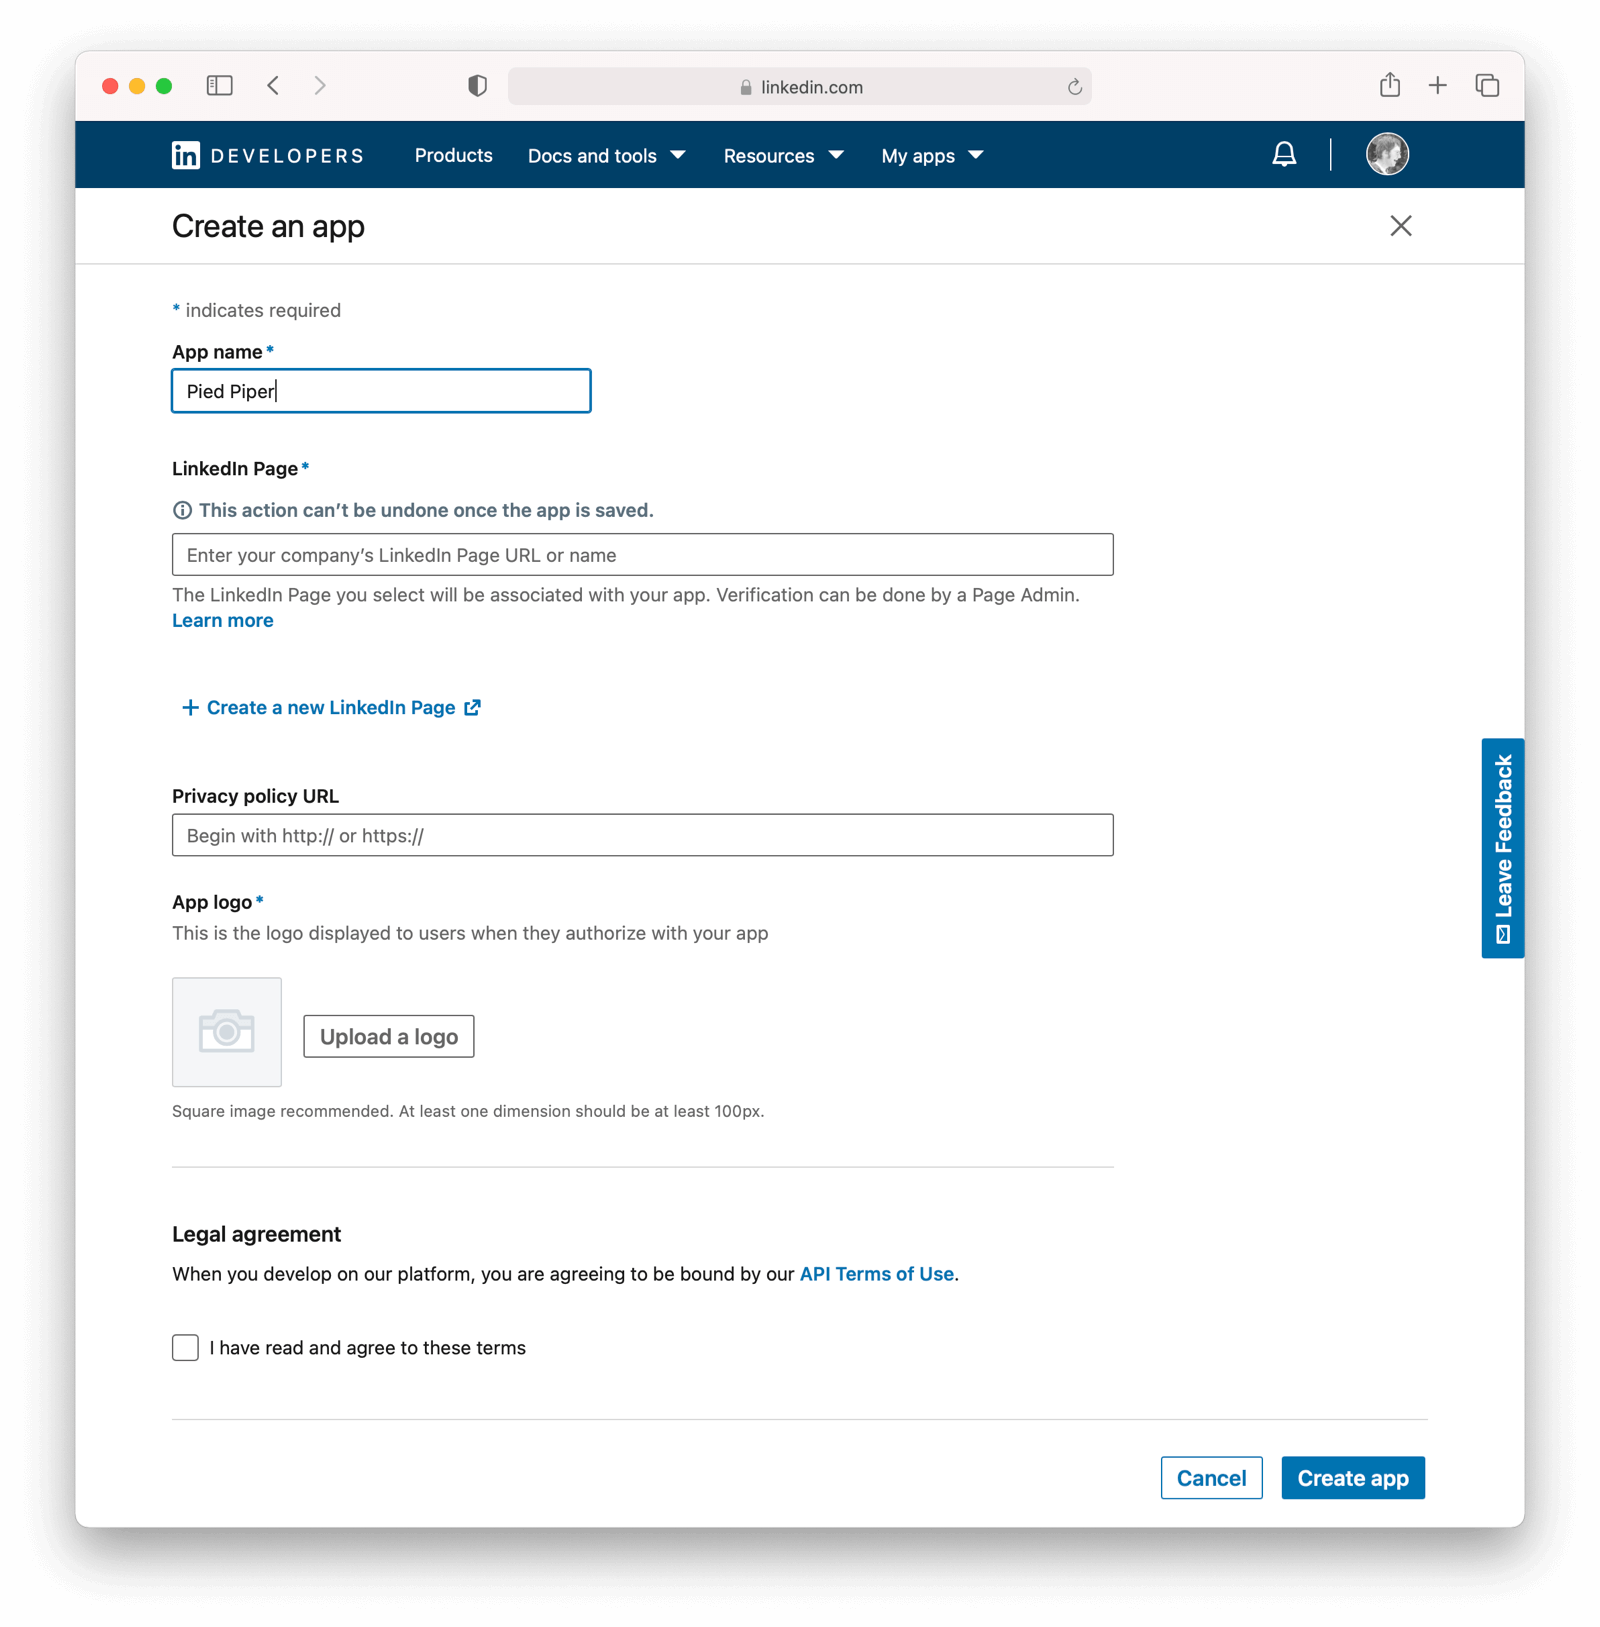 linkedin.com
in DEVELOPERS Products Docs and tools Resources My apps
Create an app
* indicates required
App name*
Pied Piper
LinkedIn Page*
This action can’t be undone once the app is saved.
Enter your company’s LinkedIn Page URL or name
The LinkedIn Page you select will be associated with your app. Verification can be done by a Page Admin.
Learn more
+ Create a new LinkedIn Page
Privacy policy URL
Begin with http:// or https://
App logo*
This is the logo displayed to users when they authorize with your app
Upload a logo
Square image recommended. At least one dimension should be at least 100px.
Legal agreement
When you develop on our platform, you are agreeing to be bound by our API Terms of Use.
I have read and agree to these terms
Cancel Create app
Leave Feedback